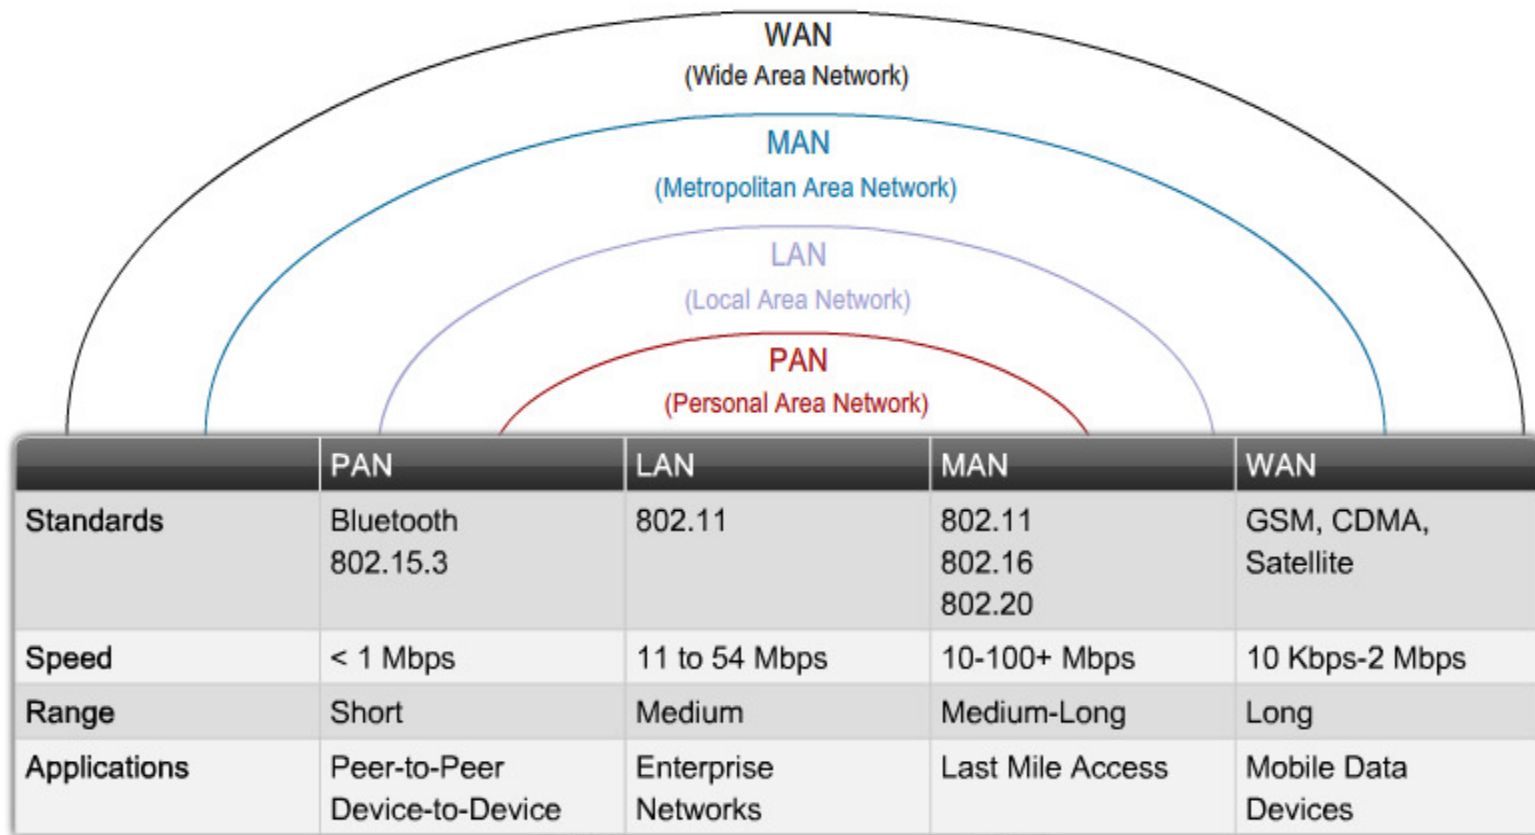 WAN
(Wide Area Network)
MAN
(Metropolitan Area Network)
LAN
(Local Area Network)
PAN
(Personal Area Network)
PAN LAN MAN WAN
Standards Bluetooth 802.11 802.11 GSM, CDMA,
802.15.3 802.16 Satellite
802.20
Speed < 1 Mbps 11 to 54 Mbps 10-100+ Mbps 10 Kbps-2 Mbps
Range Short Medium Medium-Long Long
Applications Peer-to-Peer Enterprise Last Mile Access Mobile Data
Device-to-Device Networks Devices